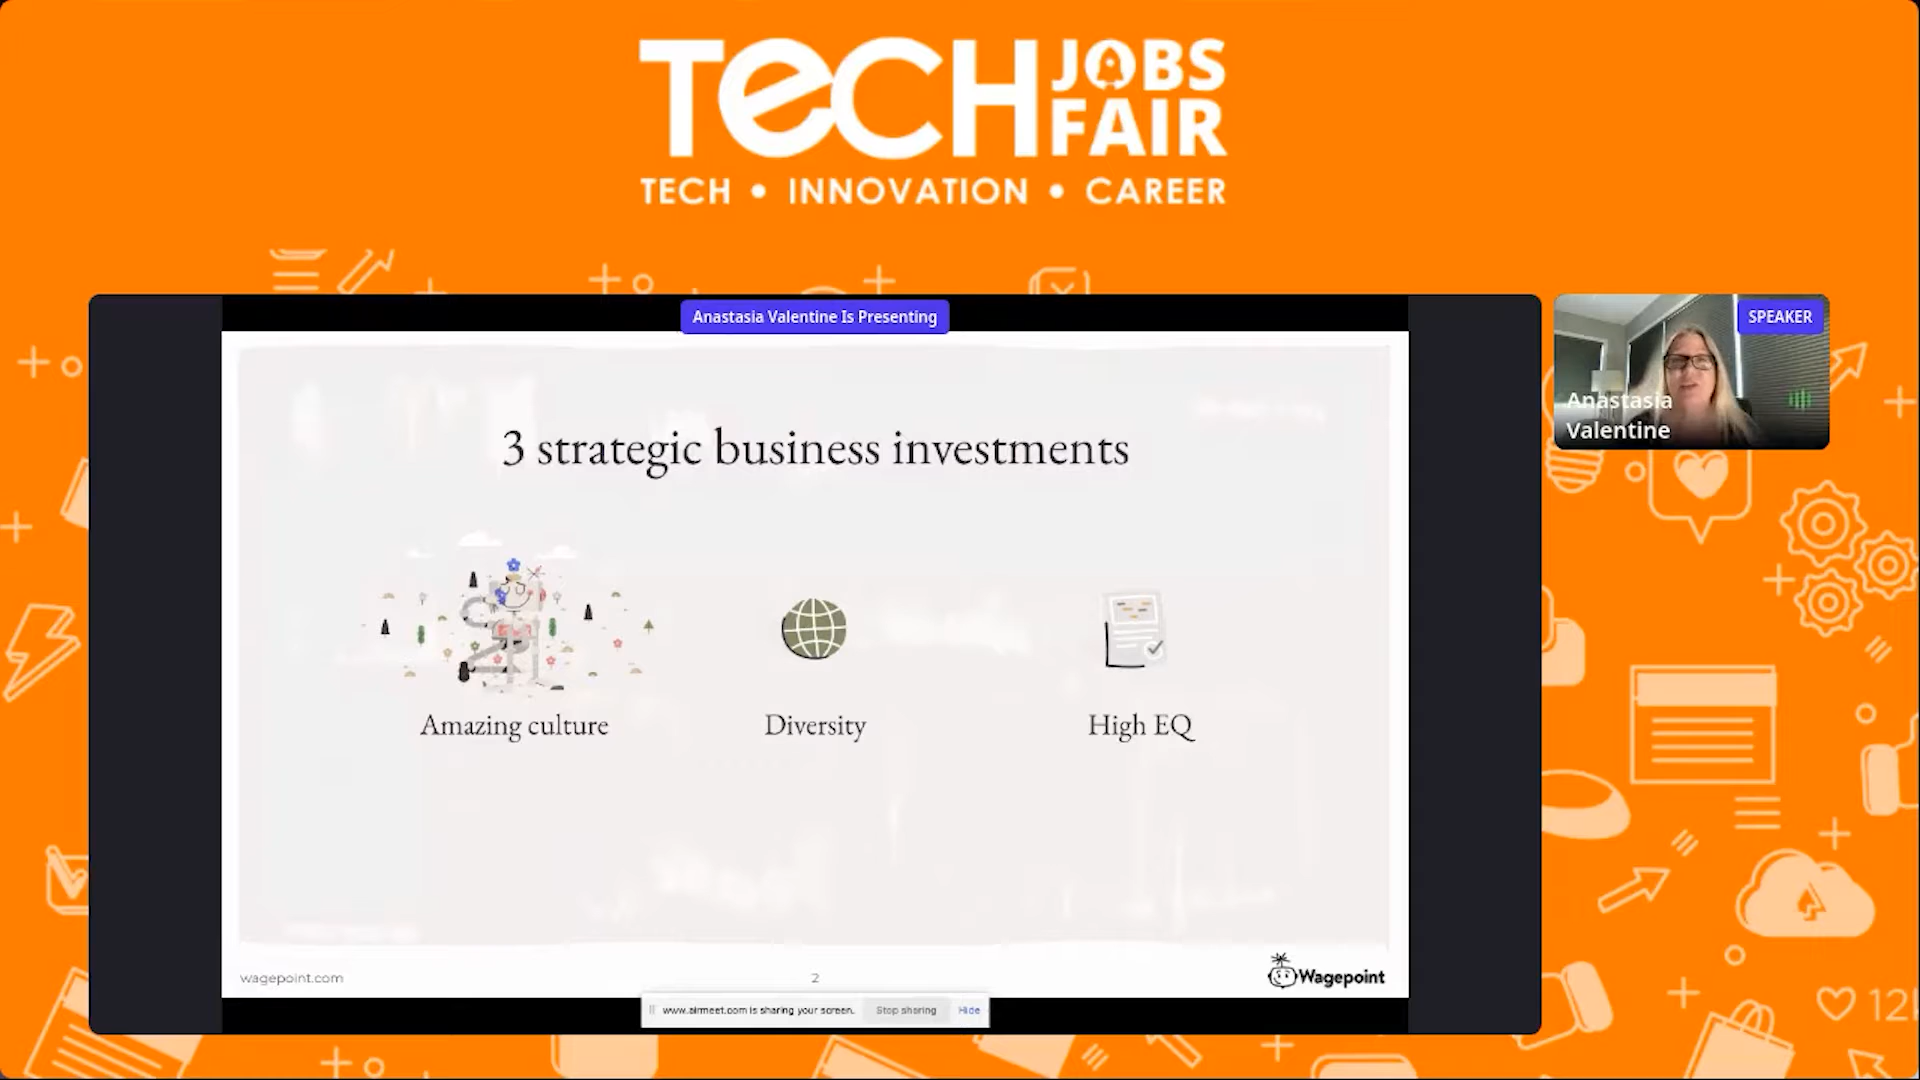 TECH JOBS
FAIR
TECH • INNOVATION • CAREER
Anastasia Valentine Is Presenting
SPEAKER
Anastasia
Valentine
3 strategic business investments
Amazing culture
Diversity
High EQ
wagepoint.com
2
Wagepoint
www.airmeet.com is sharing your screen.
Stop sharing
Hide